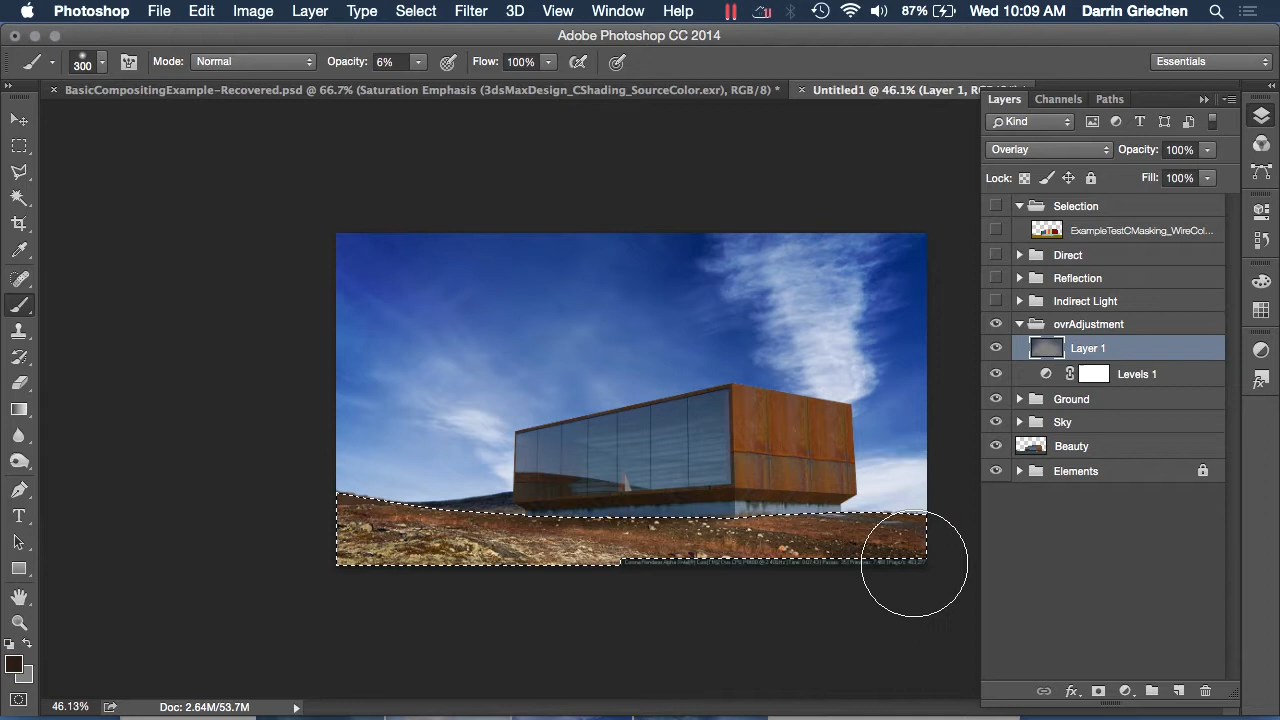 Photoshop File Edit Image Layer Type Select Filter 3D View Window Help 87% Wed 10:09 AM Darrin Griechen
Adobe Photoshop CC 2014
300 Mode: Normal Opacity: 6% Flow: 100% Essentials
BasicCompositingExample-Recovered.psd @ 66.7% (Saturation Emphasis (3dsMaxDesign_CShading_SourceColor.exr), RGB/8) * Untitled1 @ 46.1% (Layer 1,
Layers Channels Paths
Kind
Overlay Opacity: 100%
Lock: Fill: 100%
Selection
ExampleTestCMasking_WireCol...
Direct
Reflection
Indirect Light
ovrAdjustment
Layer 1
Levels 1
Ground
Sky
Beauty
Elements
46.13% Doc: 2.64M/53.7M